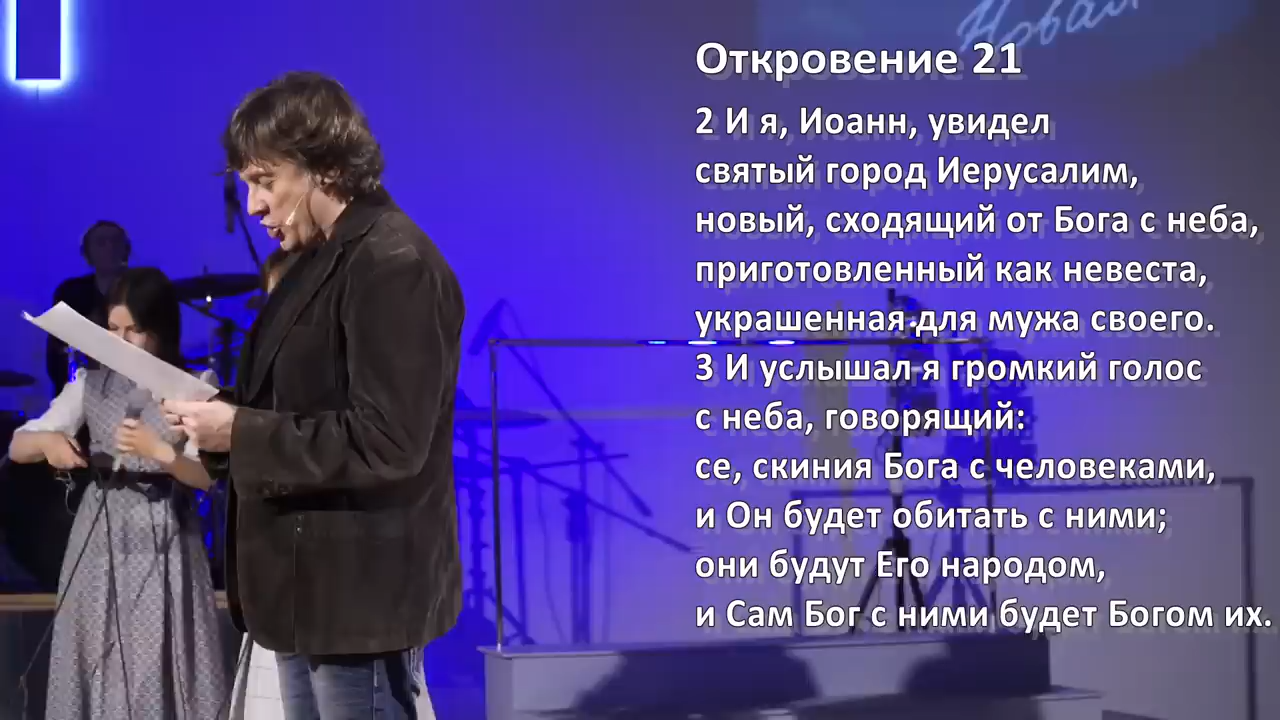 Новая
Откровение 21
2 И я, Иоанн, увидел
святый город Иерусалим,
новый, сходящий от Бога с неба,
приготовленный как невеста,
украшенная для мужа своего.
3 И услышал я громкий голос
с неба, говорящий:
се, скиния Бога с человеками,
и Он будет обитать с ними;
они будут Его народом,
и Сам Бог с ними будет Богом их.